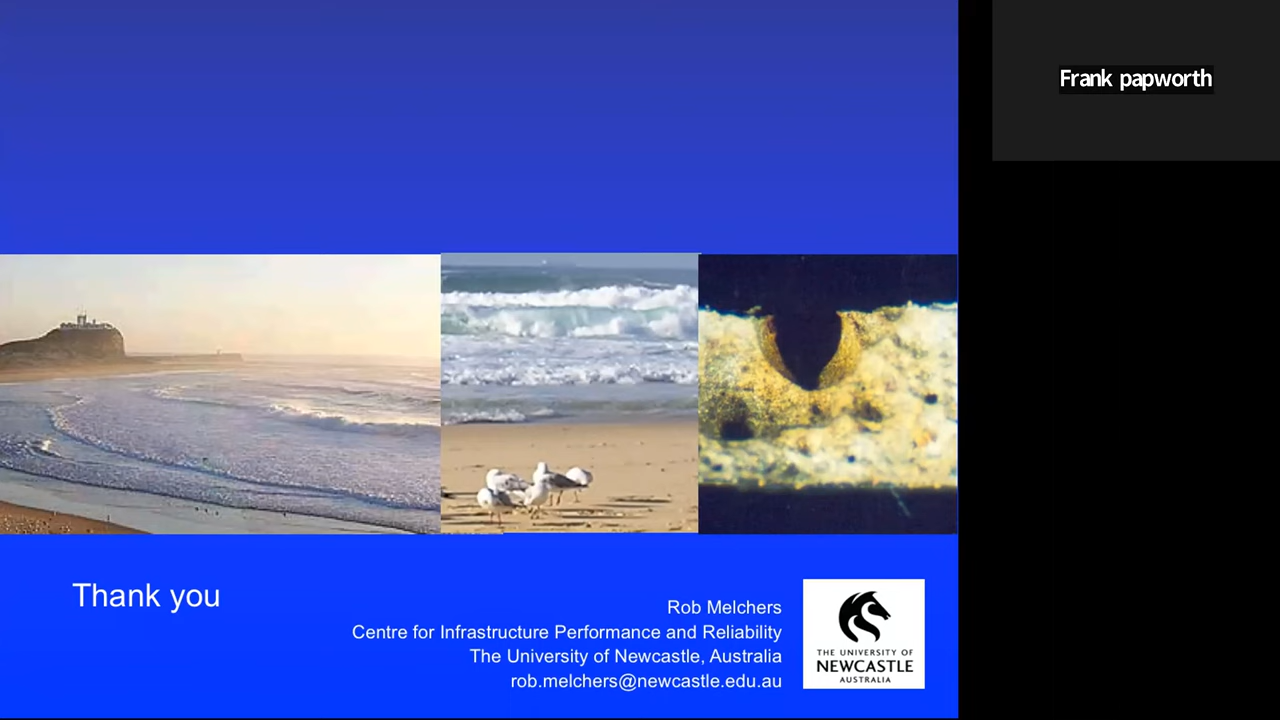 Frank papworth
Thank you
Rob Melchers
Centre for Infrastructure Performance and Reliability
The University of Newcastle, Australia
rob.melchers@newcastle.edu.au
THE UNIVERSITY OF
NEWCASTLE
AUSTRALIA